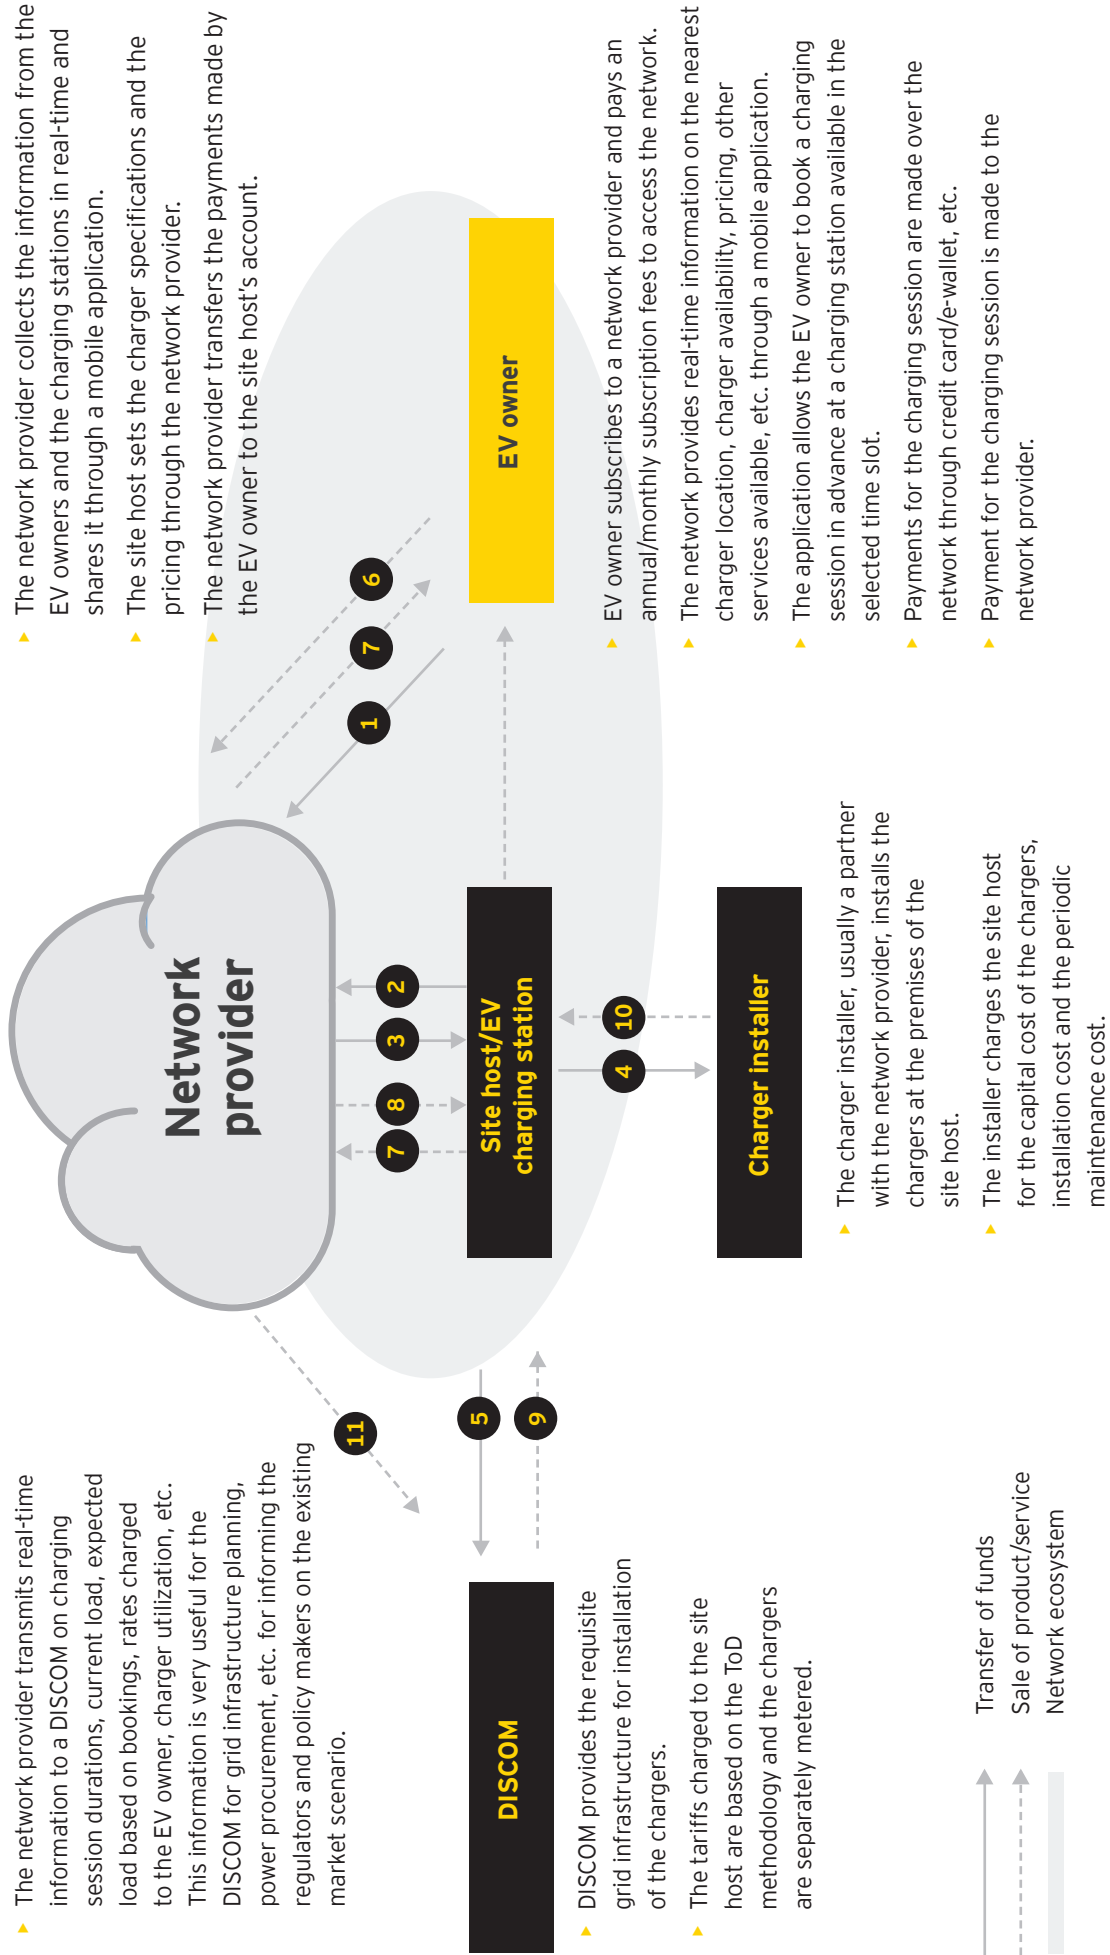 The network provider transmits real-time
information to a DISCOM on charging
session durations, current load, expected
load based on bookings, rates charged
to the EV owner, charger utilization, etc.
This information is very useful for the
DISCOM for grid infrastructure planning,
power procurement, etc. for informing the
regulators and policy makers on the existing
market scenario.
Network
provider
The network provider collects the information from the
EV owners and the charging stations in real-time and
shares it through a mobile application.
The site host sets the charger specifications and the
pricing through the network provider.
The network provider transfers the payments made by
the EV owner to the site host's account.
11
7
8
3
2
1
7
6
5
9
DISCOM
Site host/EV
charging station
EV owner
4
10
DISCOM provides the requisite
grid infrastructure for installation
of the chargers.
The tariffs charged to the site
host are based on the ToD
methodology and the chargers
are separately metered.
Charger installer
The charger installer, usually a partner
with the network provider, installs the
chargers at the premises of the
site host.
The installer charges the site host
for the capital cost of the chargers,
installation cost and the periodic
maintenance cost.
EV owner subscribes to a network provider and pays an
annual/monthly subscription fees to access the network.
The network provides real-time information on the nearest
charger location, charger availability, pricing, other
services available, etc. through a mobile application.
The application allows the EV owner to book a charging
session in advance at a charging station available in the
selected time slot.
Payments for the charging session are made over the
network through credit card/e-wallet, etc.
Payment for the charging session is made to the
network provider.
Transfer of funds
Sale of product/service
Network ecosystem